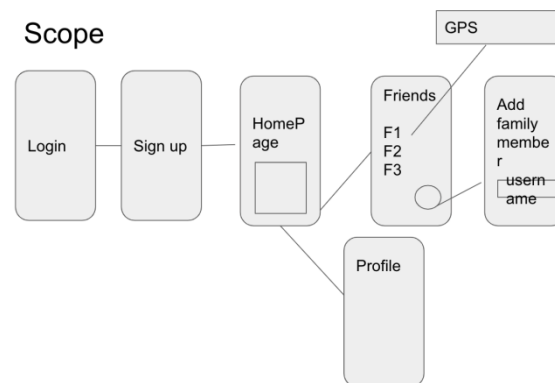 Scope
GPS
Login
Sign up
HomeP
age
Friends
F1
F2
F3
Add
family
membe
r
usern
ame
Profile